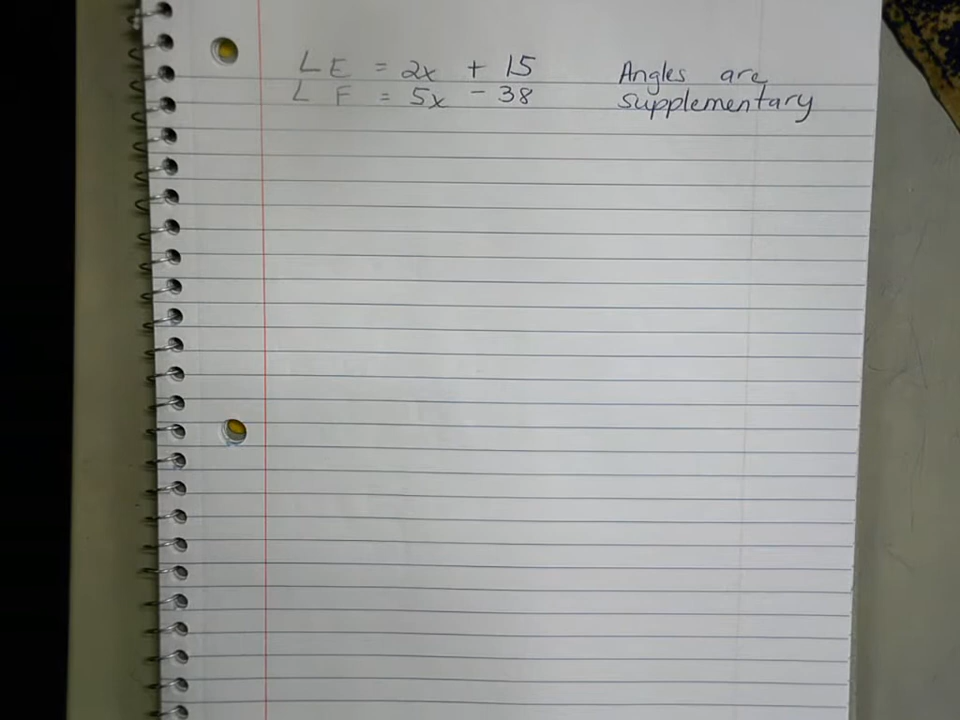 ∠ E = 2x + 15 Angles are
∠ F = 5x - 38 supplementary